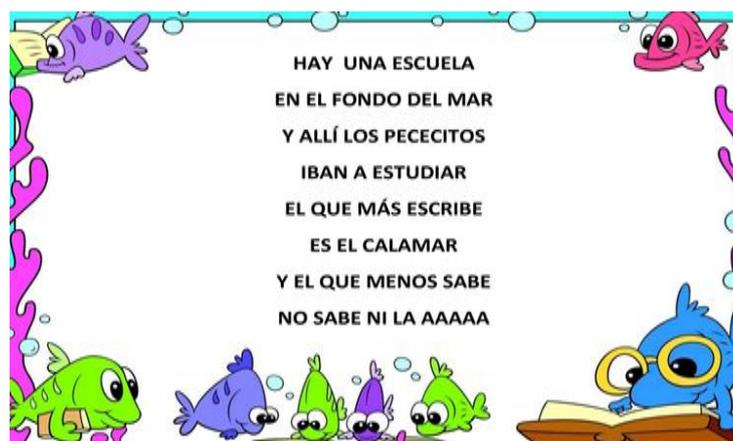 HAY UNA ESCUELA
EN EL FONDO DEL MAR
Y ALLÍ LOS PECECITOS
IBAN A ESTUDIAR
EL QUE MÁS ESCRIBE
ES EL CALAMAR
Y EL QUE MENOS SABE
NO SABE NI LA AAAAA